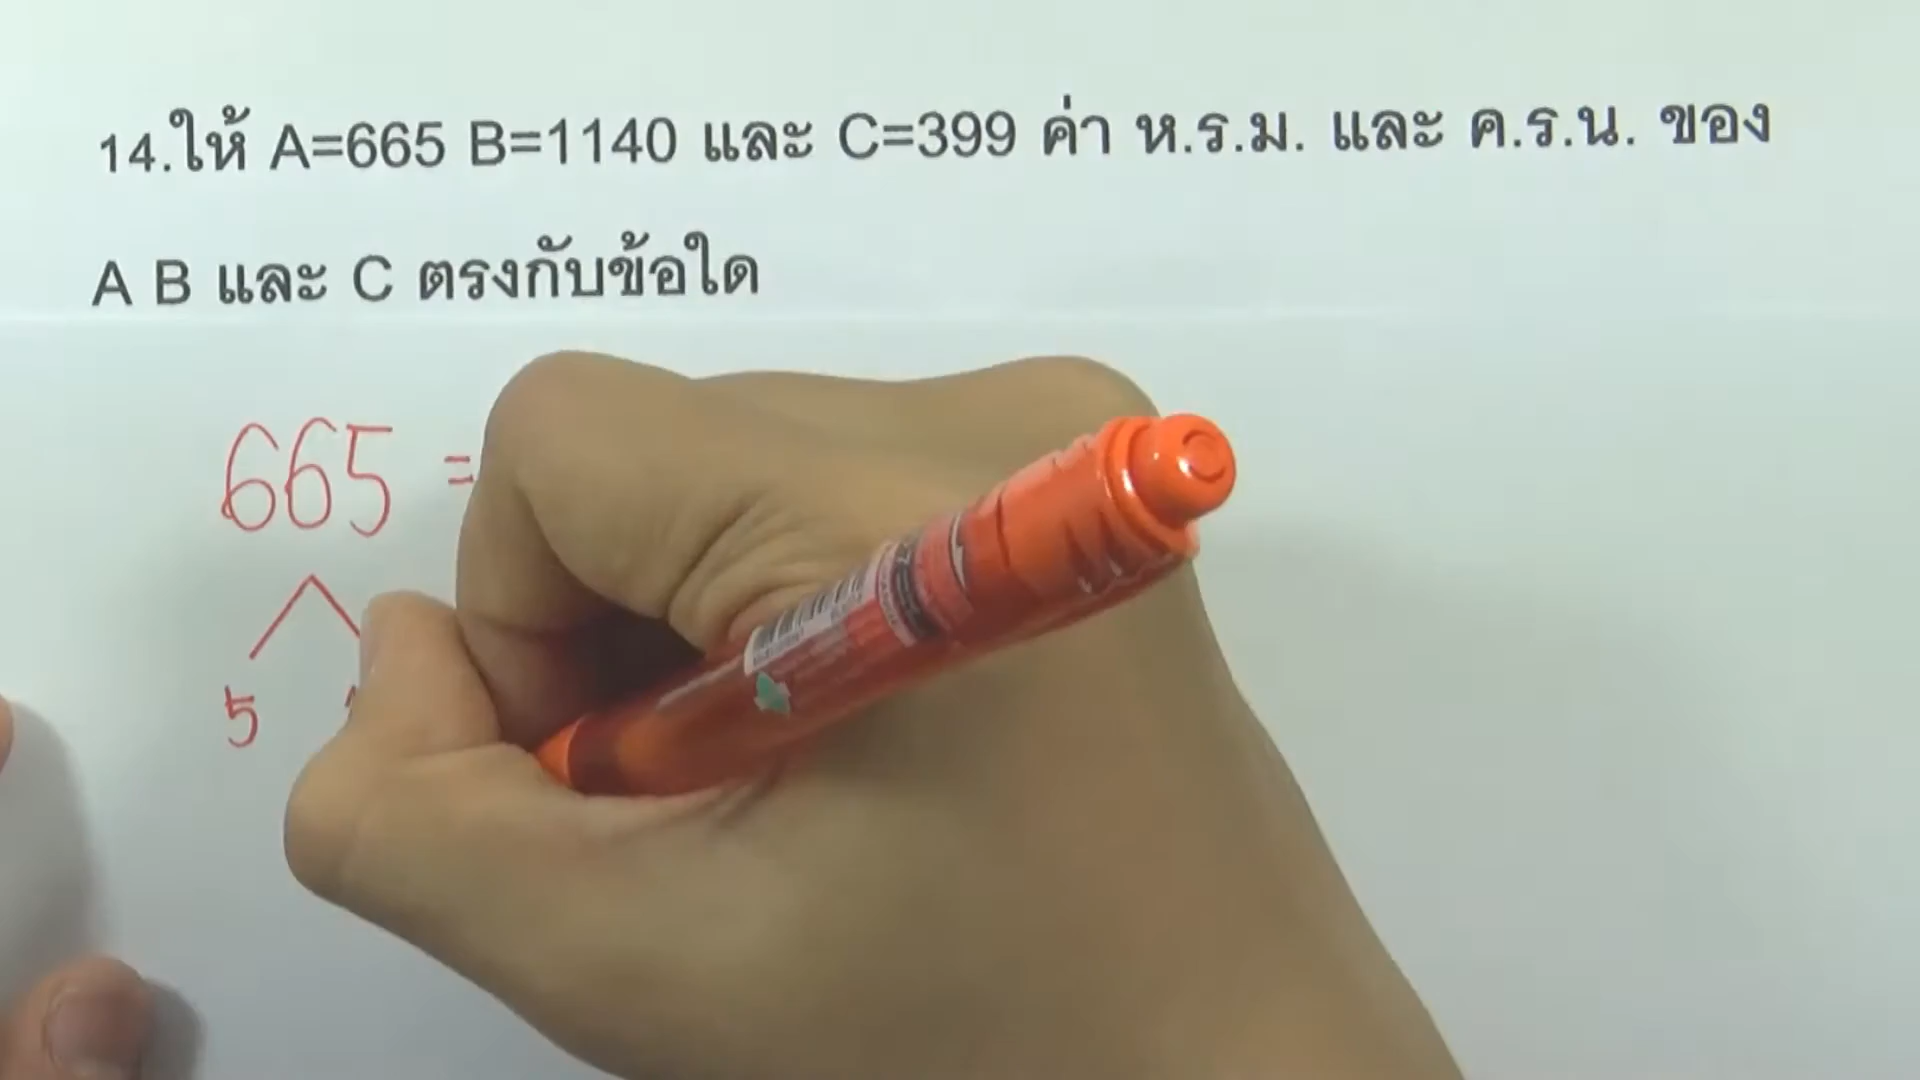 14.ให้ A=665 B=1140 และ C=399 ค่า ห.ร.ม. และ ค.ร.น. ของ
A B และ C ตรงกับข้อใด
665 =
5